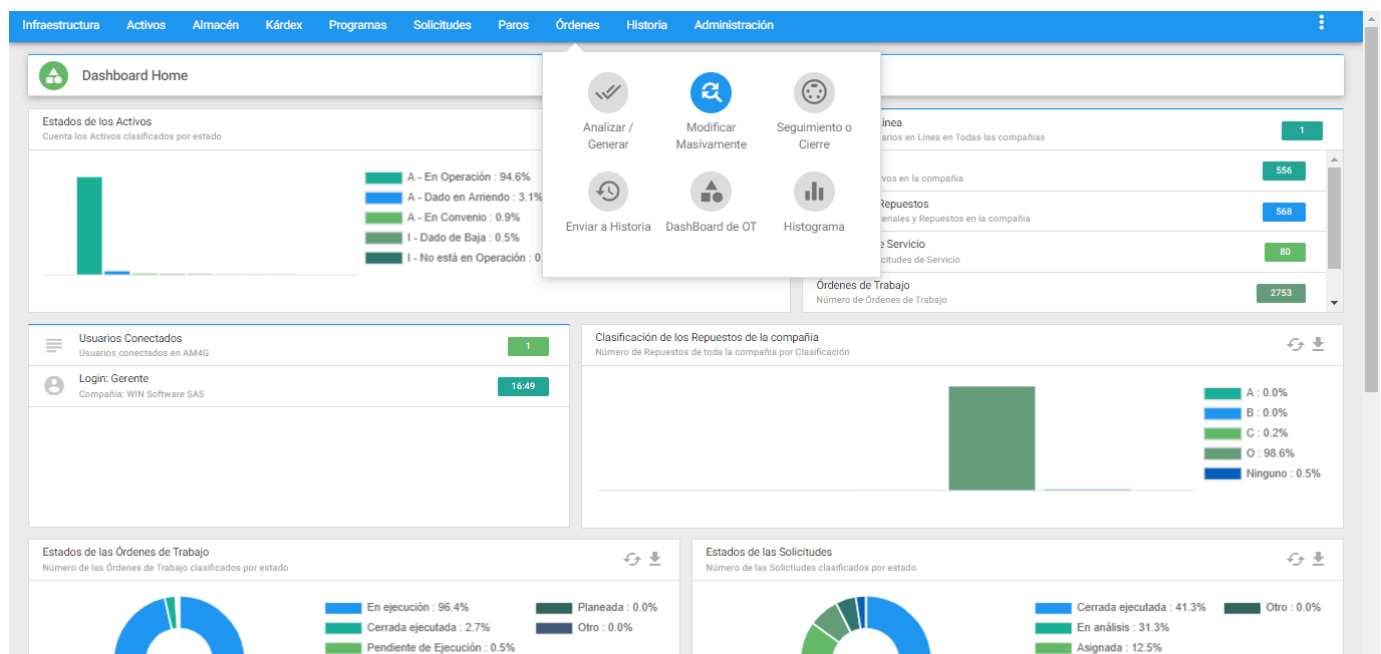 Infraestructura Activos Almacén Kárdex Programas Solicitudes Paros Órdenes Historia Administración
Dashboard Home
Analizar /
Generar
Modificar
Masivamente
Seguimiento o
Cierre
Enviar a Historia
DashBoard de OT
Histograma
Estados de los Activos
Cuenta los Activos clasificados por estado
A - En Operación : 94.6%
A - Dado en Arriendo : 3.1%
A - En Convenio : 0.9%
I - Dado de Baja : 0.5%
I - No está en Operación : 0
ínea
arios en Linea en Todas las compañias
1
vos en la compañia
556
Repuestos
eriales y Repuestos en la compañia
568
Servicio
citudes de Servicio
80
Órdenes de Trabajo
Número de Órdenes de Trabajo
2753
Usuarios Conectados
Usuarios conectados en AM4G
1
Login: Gerente
Compañia: WIN Software SAS
16:49
Clasificación de los Repuestos de la compañia
Número de Repuestos de toda la compañia por Clasificación
A : 0.0%
B : 0.0%
C : 0.2%
O : 98.6%
Ninguno : 0.5%
Estados de las Órdenes de Trabajo
Número de las Órdenes de Trabajo clasificados por estado
En ejecución : 96.4%
Cerrada ejecutada : 2.7%
Pendiente de Ejecución : 0.5%
Planeada : 0.0%
Otro : 0.0%
Estados de las Solicitudes
Número de las Solictiudes clasificados por estado
Cerrada ejecutada : 41.3%
En análisis : 31.3%
Asignada : 12.5%
Otro : 0.0%